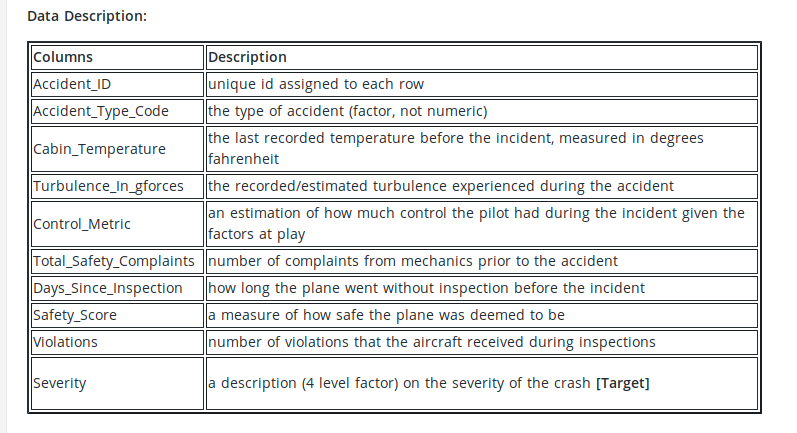 Data Description:
Columns Description
Accident_ID unique id assigned to each row
Accident_Type_Code the type of accident (factor, not numeric)
Cabin_Temperature the last recorded temperature before the incident, measured in degrees
fahrenheit
Turbulence_In_gforces the recorded/estimated turbulence experienced during the accident
Control_Metric an estimation of how much control the pilot had during the incident given the
factors at play
Total_Safety_Complaints number of complaints from mechanics prior to the accident
Days_Since_Inspection how long the plane went without inspection before the incident
Safety_Score a measure of how safe the plane was deemed to be
Violations number of violations that the aircraft received during inspections
Severity a description (4 level factor) on the severity of the crash [Target]